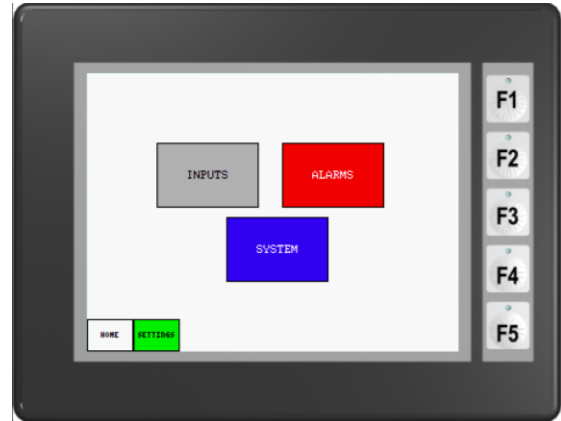 INPUTS ALARMS
SYSTEM
HOME SETTINGS
F1
F2
F3
F4
F5